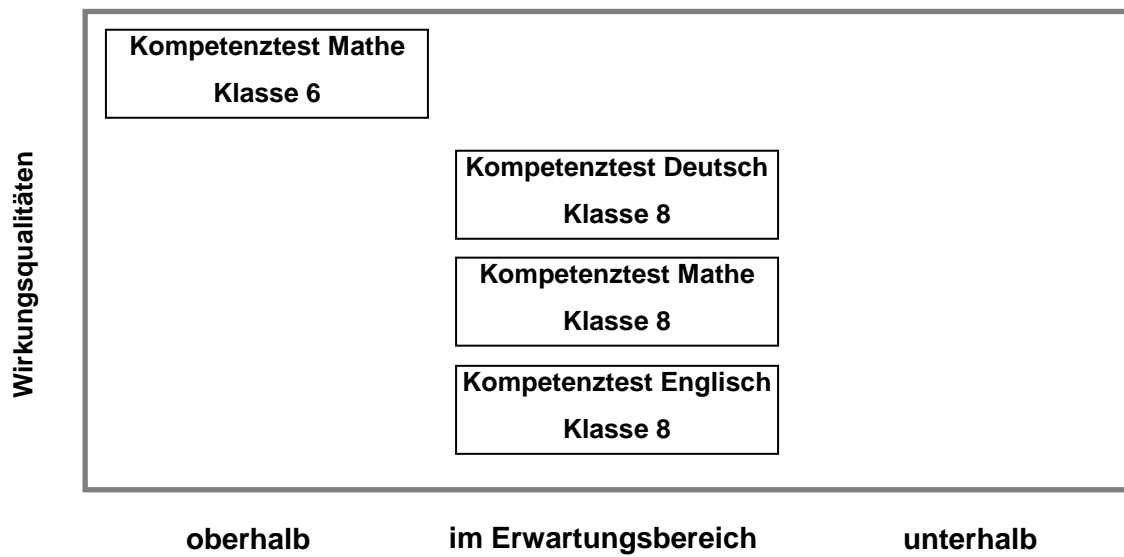 Wirkungsqualitäten
Kompetenztest Mathe
Klasse 6
Kompetenztest Deutsch
Klasse 8
Kompetenztest Mathe
Klasse 8
Kompetenztest Englisch
Klasse 8
oberhalb im Erwartungsbereich unterhalb